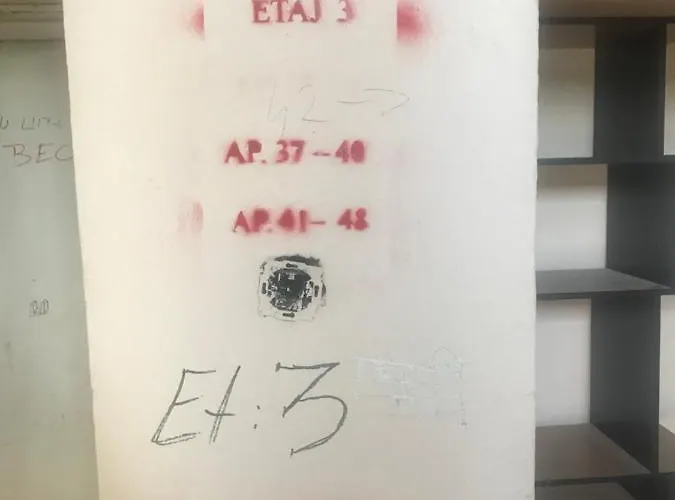 ETAJ 3
42 →
AP. 37 - 40
AP. 41 - 48
BEC
Et: 3